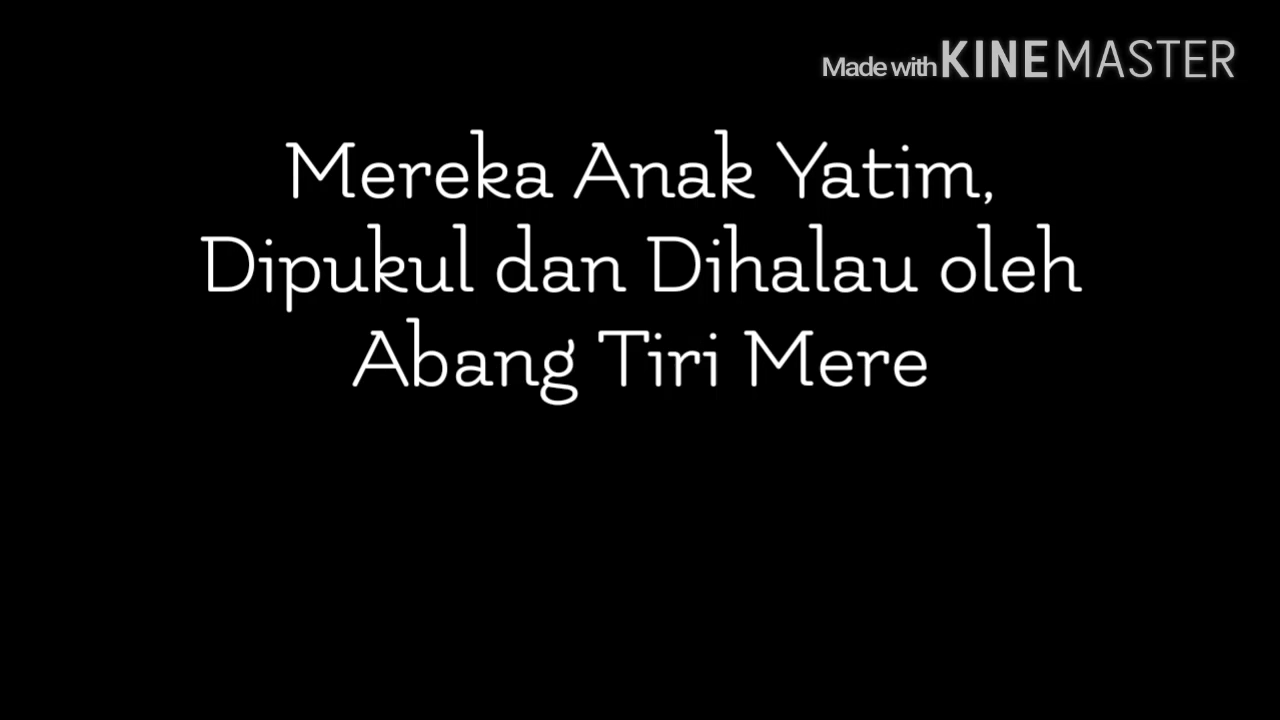 Made with KINEMASTER
Mereka Anak Yatim,
Dipukul dan Dihalau oleh
Abang Tiri Mere